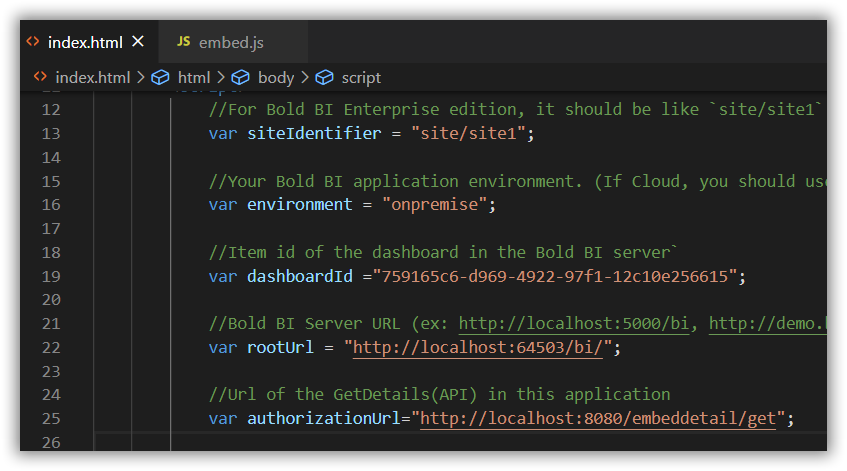 index.html
JS embed.js
index.html > html > body > script
12 //For Bold BI Enterprise edition, it should be like `site/site1`
13 var siteIdentifier = "site/site1";
14
15 //Your Bold BI application environment. (If Cloud, you should use
16 var environment = "onpremise";
17
18 //Item id of the dashboard in the Bold BI server`
19 var dashboardId ="759165c6-d969-4922-97f1-12c10e256615";
20
21 //Bold BI Server URL (ex: http://localhost:5000/bi, http://demo.
22 var rootUrl = "http://localhost:64503/bi/";
23
24 //Url of the GetDetails(API) in this application
25 var authorizationUrl="http://localhost:8080/embeddetail/get";
26